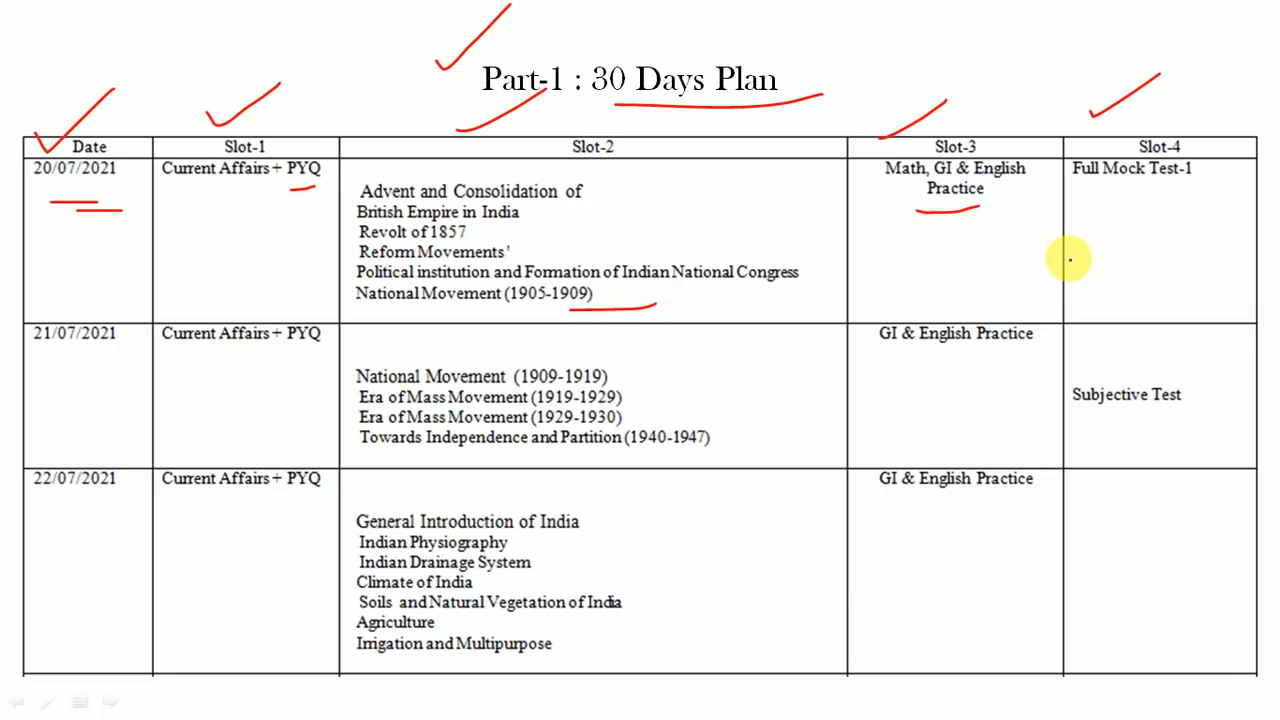 Part-1 : 30 Days Plan
Date Slot-1 Slot-2 Slot-3 Slot-4
20/07/2021 Current Affairs + PYQ Math, GI & English Full Mock Test-1
Practice
Advent and Consolidation of
British Empire in India
Revolt of 1857
Reform Movements'
Political institution and Formation of Indian National Congress
National Movement (1905-1909)
21/07/2021 Current Affairs + PYQ GI & English Practice
National Movement (1909-1919)
Era of Mass Movement (1919-1929) Subjective Test
Era of Mass Movement (1929-1930)
Towards Independence and Partition (1940-1947)
22/07/2021 Current Affairs + PYQ GI & English Practice
General Introduction of India
Indian Physiography
Indian Drainage System
Climate of India
Soils and Natural Vegetation of India
Agriculture
Irrigation and Multipurpose